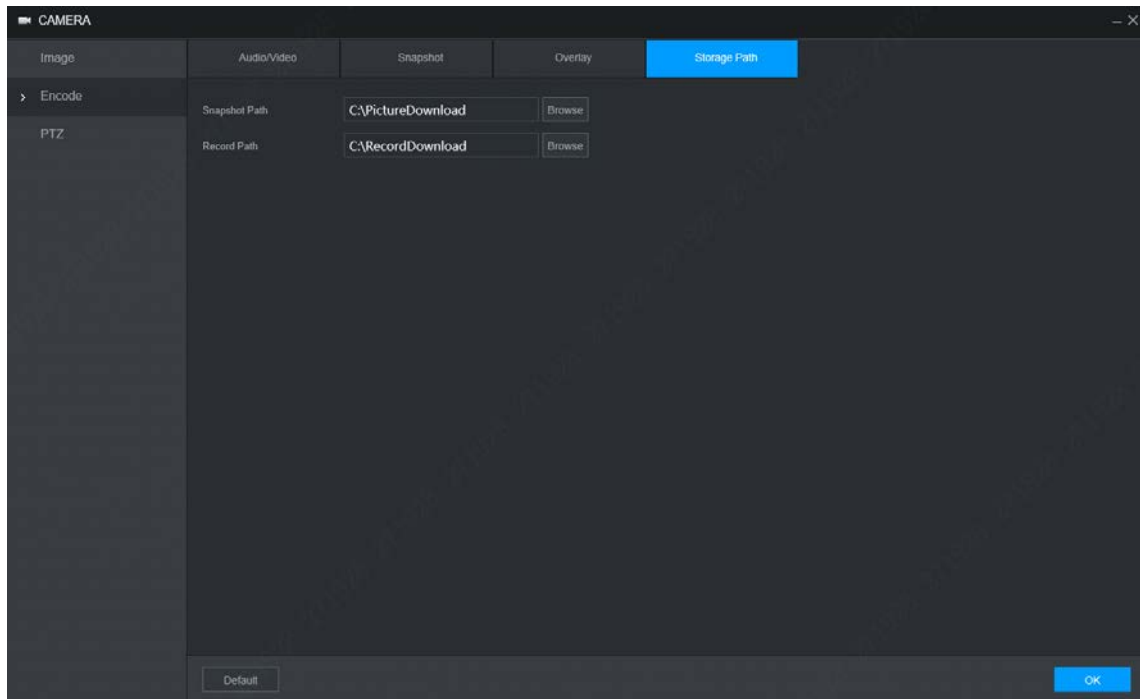 CAMERA
Image
Encode
PTZ
Audio/Video
Snapshot
Overlay
Storage Path
Snapshot Path
C:\PictureDownload
Browse
Record Path
C:\RecordDownload
Browse
Default
OK